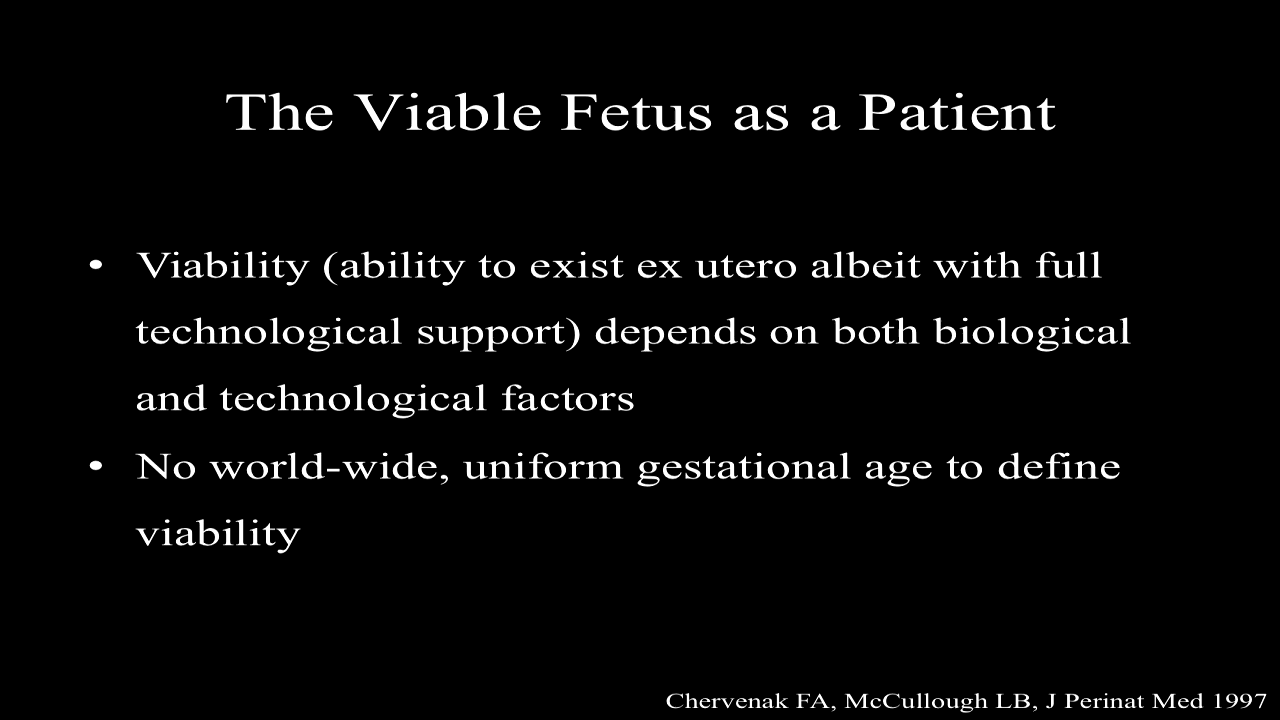 The Viable Fetus as a Patient
• Viability (ability to exist ex utero albeit with full
technological support) depends on both biological
and technological factors
• No world-wide, uniform gestational age to define
viability
Chervenak FA, McCullough LB, J Perinat Med 1997